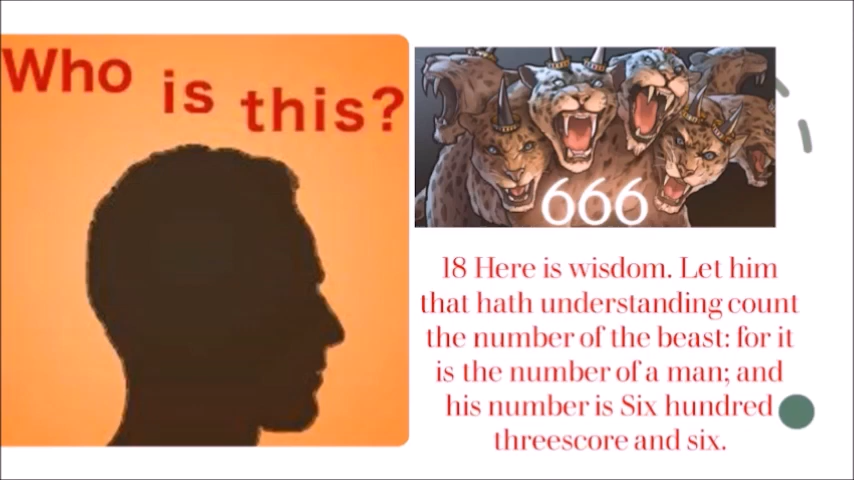 Who is this?
666
18 Here is wisdom. Let him
that hath understanding count
the number of the beast: for it
is the number of a man; and
his number is Six hundred
threescore and six.